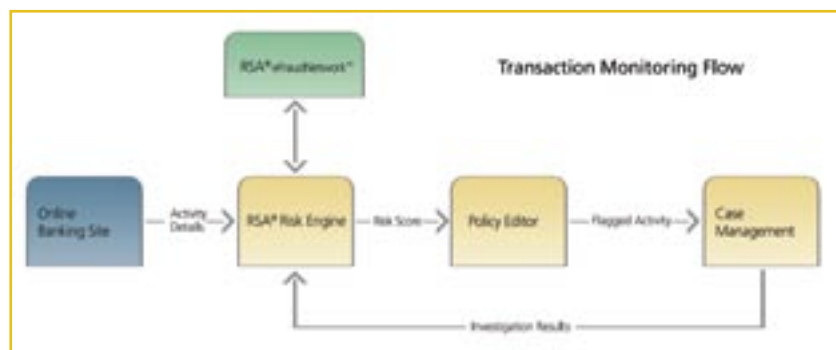 RSA® eFraudNetwork™
Transaction Monitoring Flow
Online
Banking Site
Activity
Details
RSA® Risk Engine
Risk Score
Policy Editor
Flagged Activity
Case
Management
Investigation Results